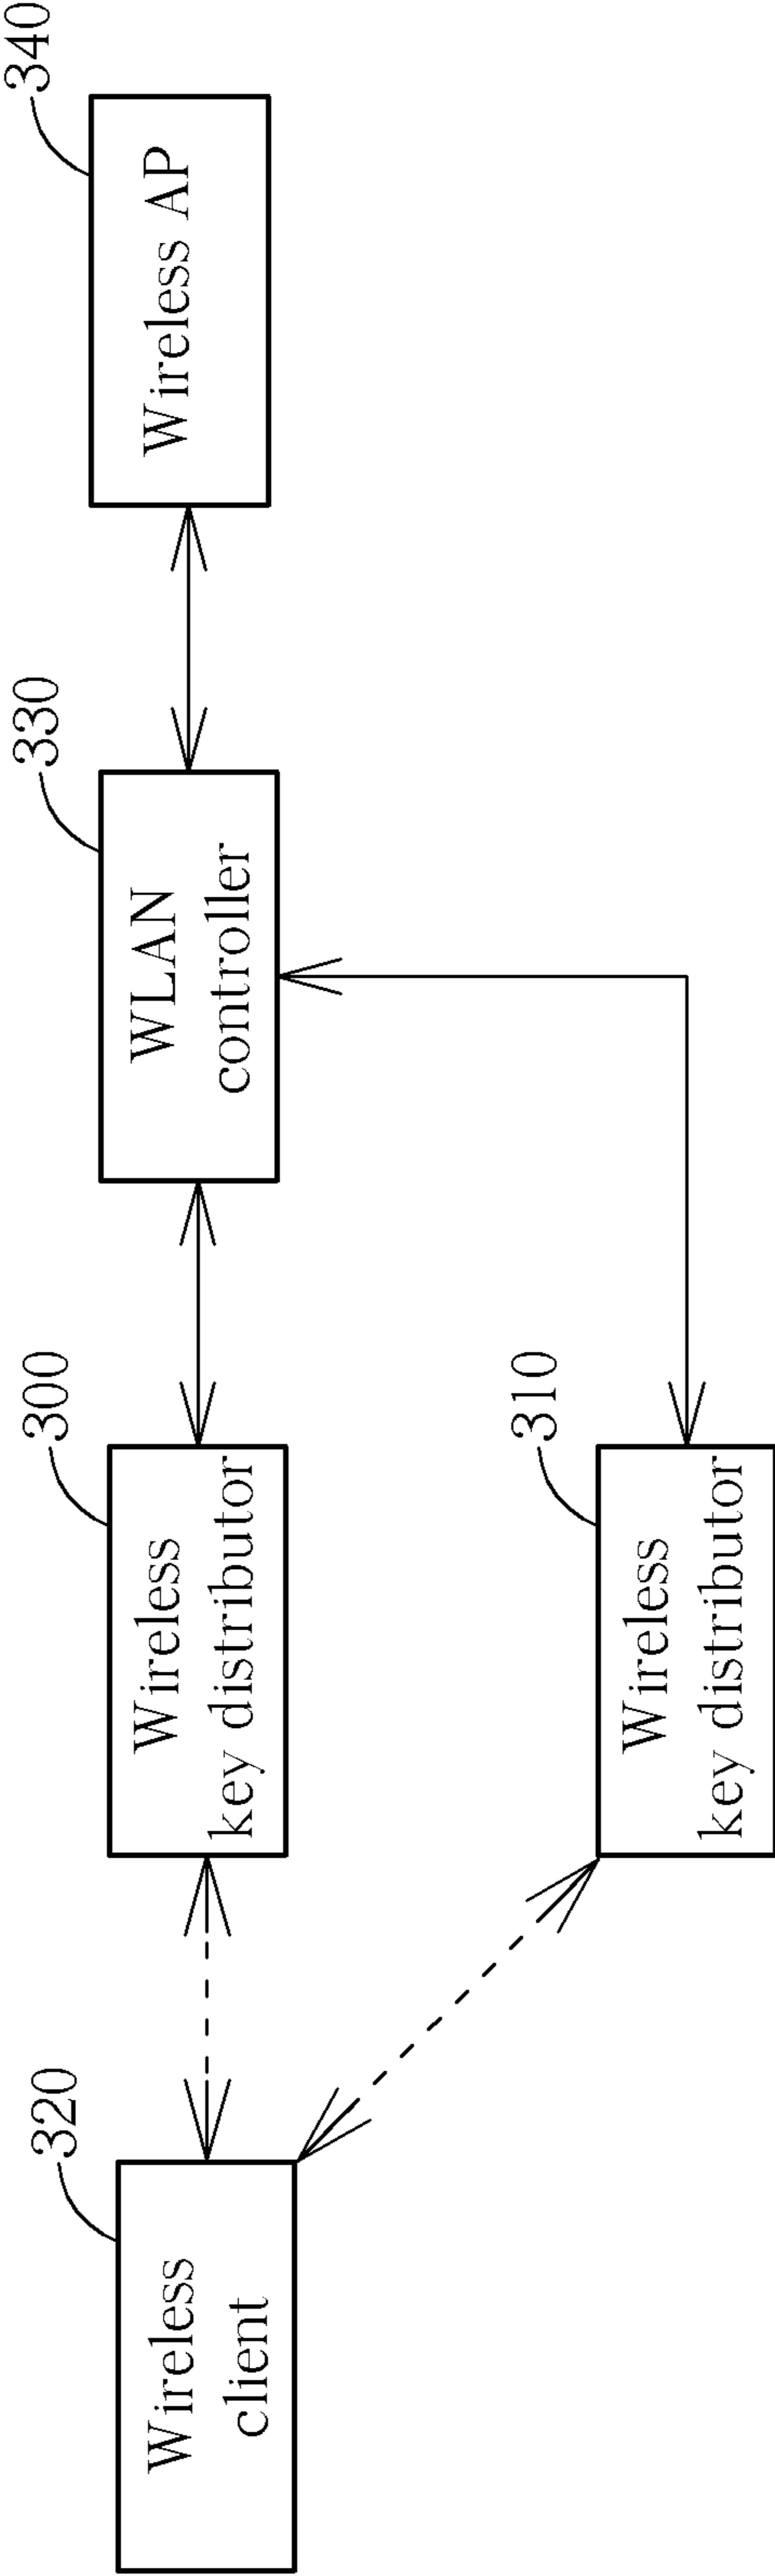 320
Wireless
client
300
Wireless
key distributor
330
WLAN
controller
340
Wireless AP
310
Wireless
key distributor